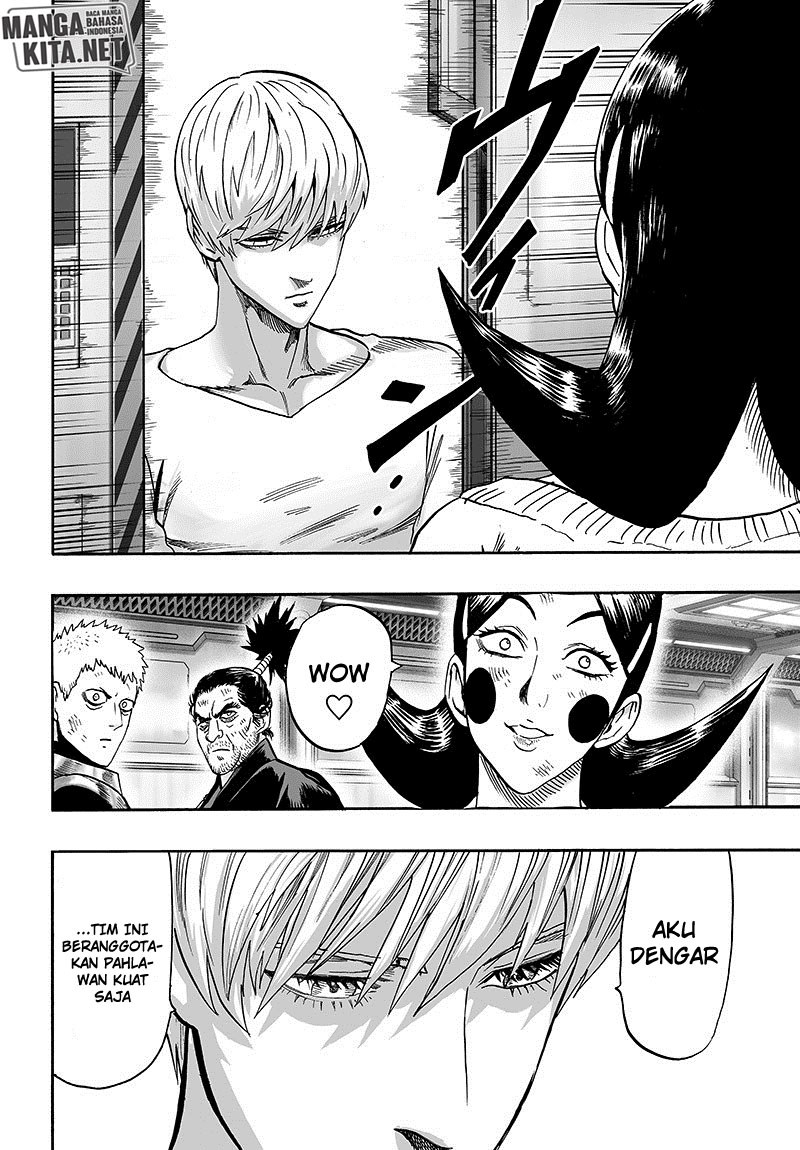 MANGA
KITA.NET
BACA MANGA
BAHASA
-INDONESIA
WOW
♡
AKU
DENGAR
...TIM INI
BERANGGOTA-
KAN PAHLA-
WAN KUAT
SAJA